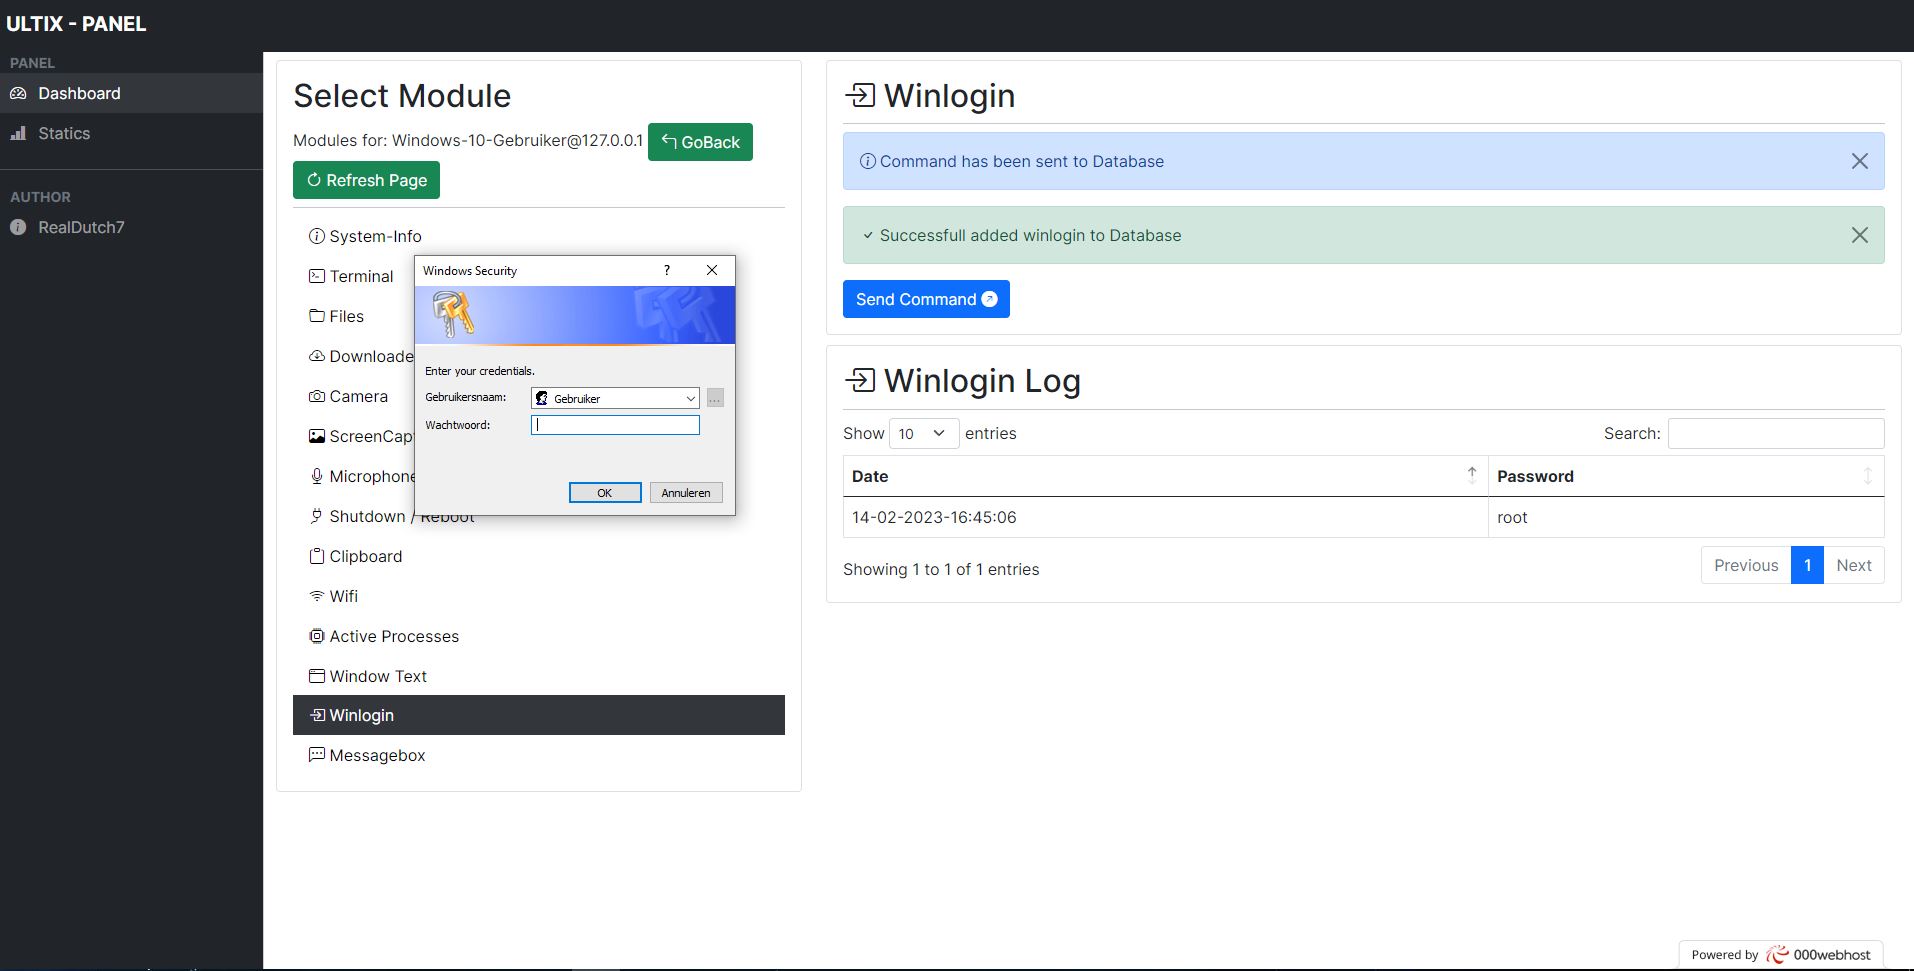 ULTIX - PANEL
PANEL
Dashboard
Statics
AUTHOR
RealDutch7
Select Module
Modules for: Windows-10-Gebruiker@127.0.0.1
GoBack
Refresh Page
System-Info
Terminal
Files
Downloade
Camera
ScreenCapt
Microphone
Shutdown / Reboot
Clipboard
Wifi
Active Processes
Window Text
Winlogin
Messagebox
Windows Security
?
Enter your credentials.
Gebruikersnaam:
Gebruiker
...
Wachtwoord:
OK
Annuleren
Winlogin
Command has been sent to Database
Successfull added winlogin to Database
Send Command
Winlogin Log
Show 10 entries
Search:
Date Password
14-02-2023-16:45:06 root
Showing 1 to 1 of 1 entries
Previous 1 Next
Powered by 000webhost